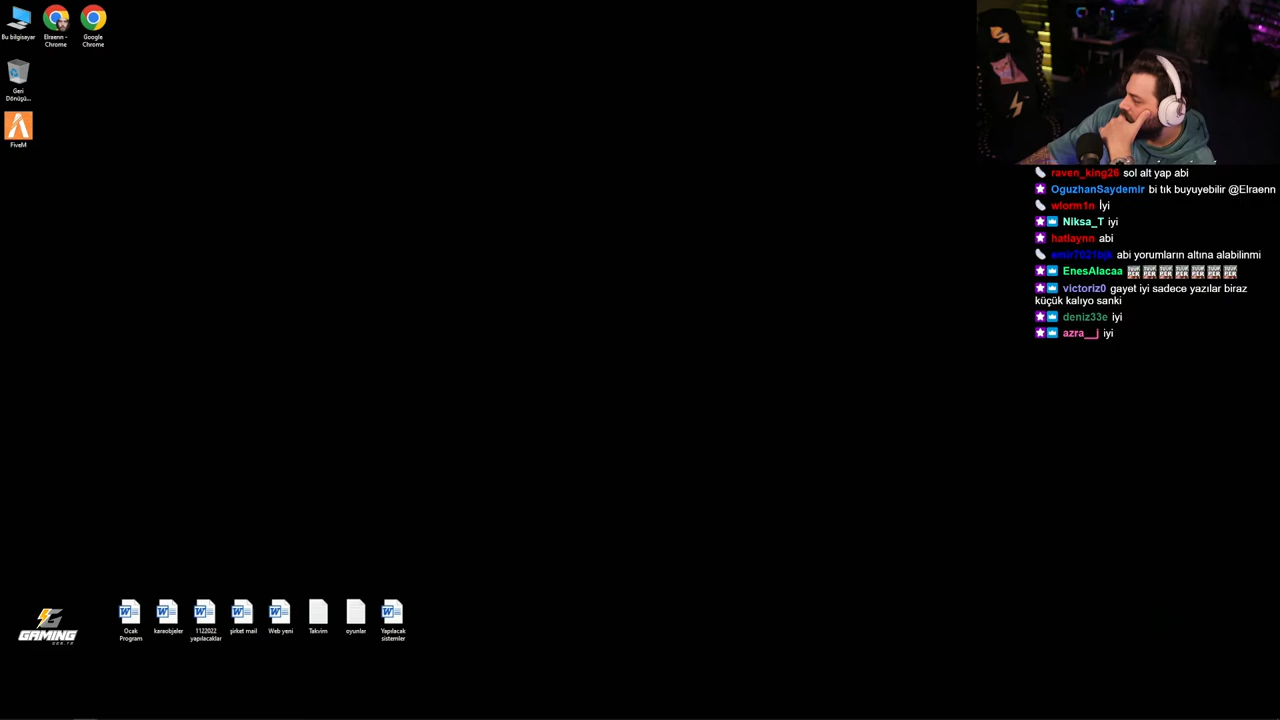 Bu bilgisayar
Elraenn -
Chrome
Google
Chrome
Geri
Dönüşü...
FiveM
raven_king26 sol alt yap abi
OguzhanSaydemir bi tık buyuyebilir @Elraenn
wlorm1n İyi
Niksa_T iyi
hatlaynn abi
emir7021bjk abi yorumların altına alabilinmi
EnesAlacaa
victoriz0 gayet iyi sadece yazılar biraz
küçük kalıyo sanki
deniz33e iyi
azra__j iyi
GAMING
Ocak
Program
karaobjeler
1122022
yapılacaklar
şirket mail
Web yeni
Takvim
oyunlar
Yapılacak
sistemler